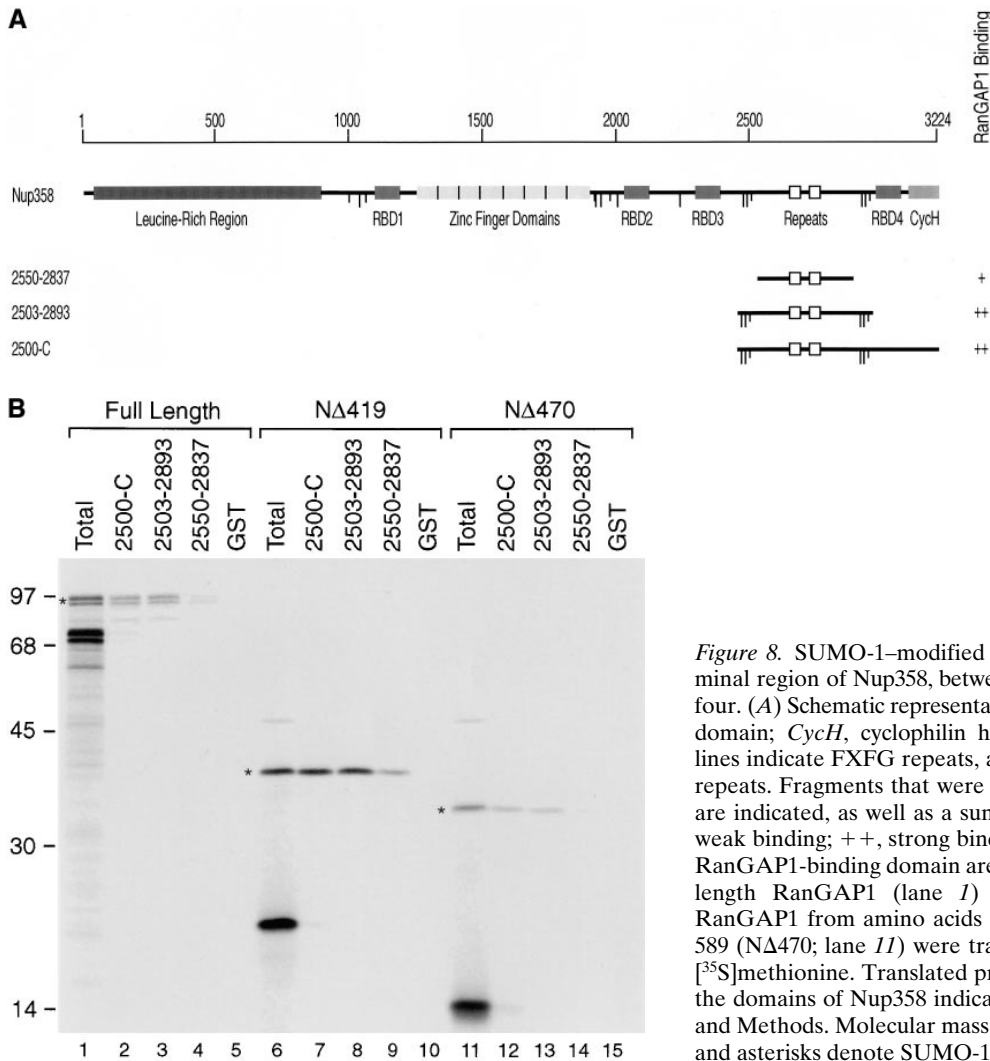 A
RanGAP1 Binding
1 500 1000 1500 2000 2500 3224
Nup358
Leucine-Rich Region RBD1 Zinc Finger Domains RBD2 RBD3 Repeats RBD4 CycH
2550-2837 +
2503-2893 ++
2500-C ++
B
Full Length NΔ419 NΔ470
Total 2500-C 2503-2893 2550-2837 GST Total 2500-C 2503-2893 2550-2837 GST Total 2500-C 2503-2893 2550-2837 GST
97
*
68
45
*
*
30
14
1 2 3 4 5 6 7 8 9 10 11 12 13 14 15
Figure 8. SUMO-1–modified
minal region of Nup358, betwe
four. (A) Schematic representa
domain; CycH, cyclophilin h
lines indicate FXFG repeats, a
repeats. Fragments that were
are indicated, as well as a sum
weak binding; ++, strong bind
RanGAP1-binding domain are
length RanGAP1 (lane 1)
RanGAP1 from amino acids
589 (NΔ470; lane 11) were tra
[³⁵S]methionine. Translated pr
the domains of Nup358 indica
and Methods. Molecular mass
and asterisks denote SUMO-1